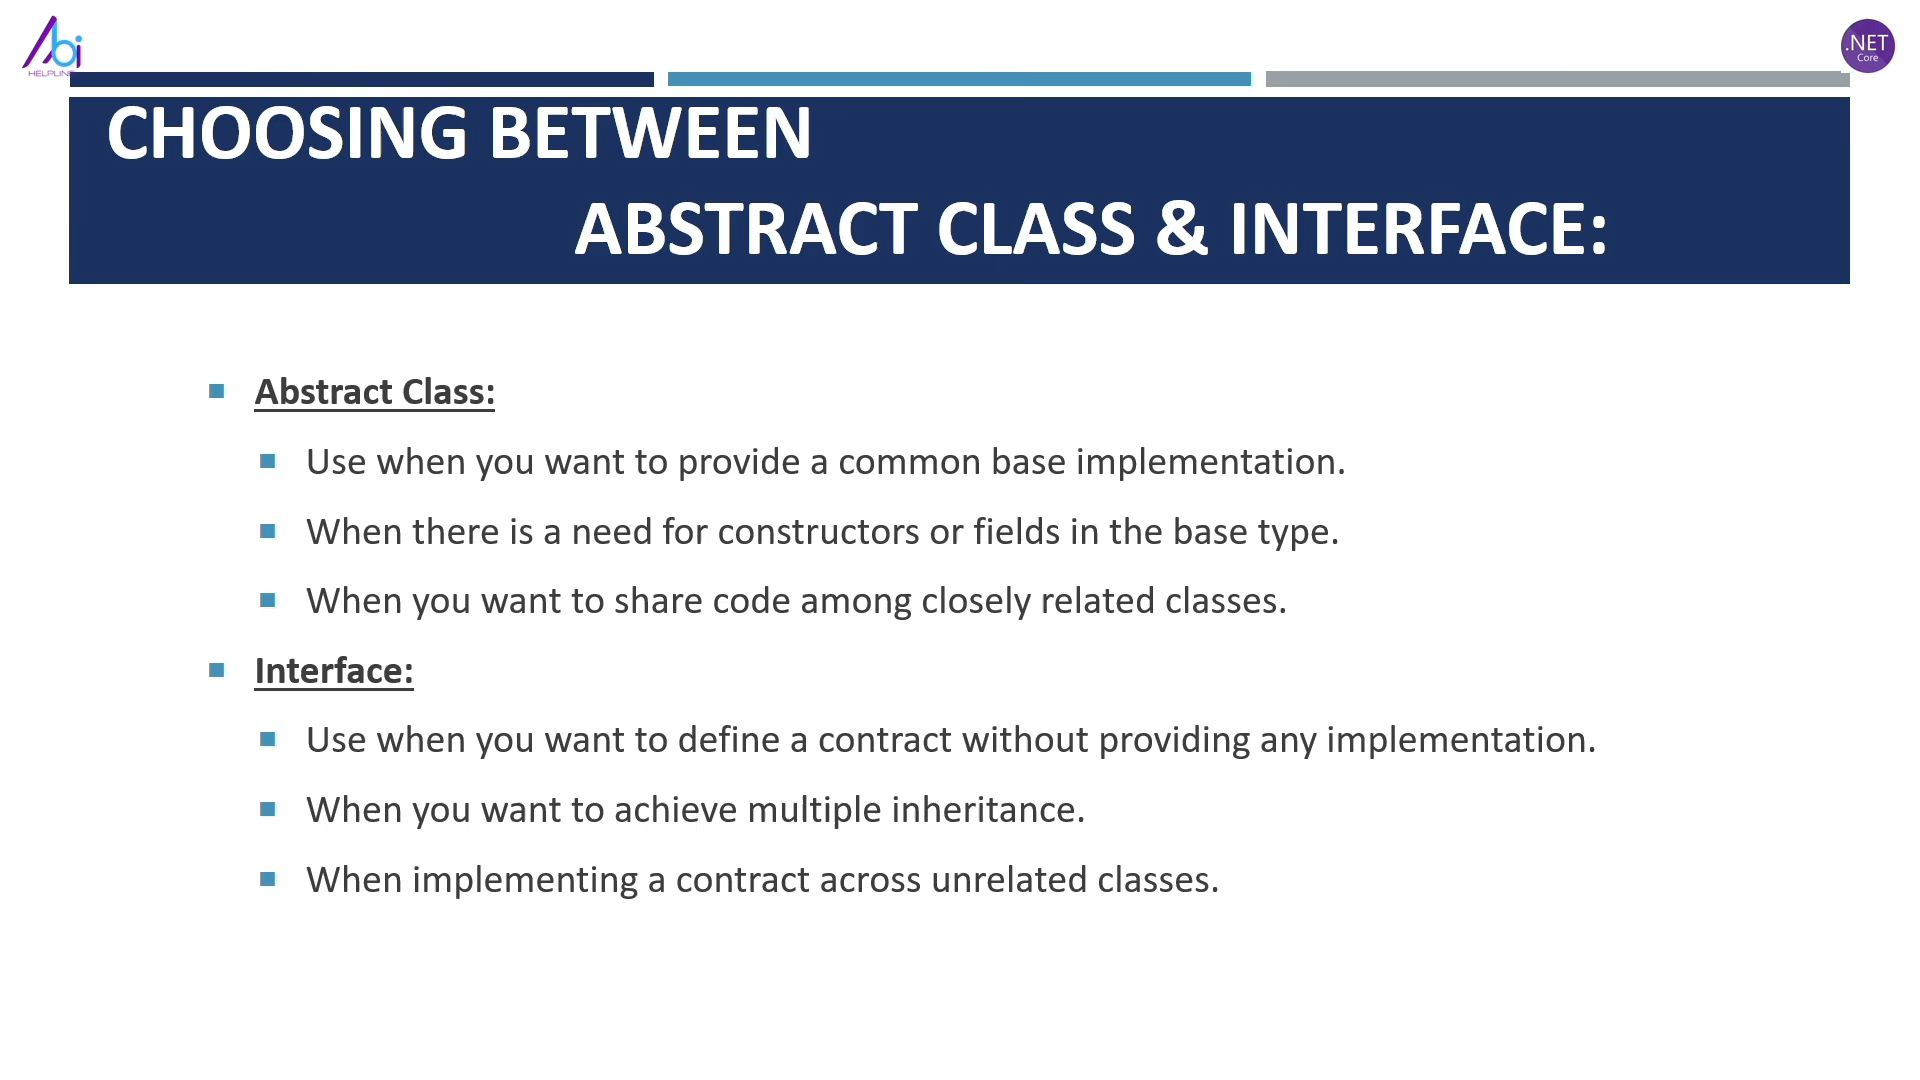 Abi
HELPLINE
.NET
Core
CHOOSING BETWEEN
ABSTRACT CLASS & INTERFACE:
Abstract Class:
Use when you want to provide a common base implementation.
When there is a need for constructors or fields in the base type.
When you want to share code among closely related classes.
Interface:
Use when you want to define a contract without providing any implementation.
When you want to achieve multiple inheritance.
When implementing a contract across unrelated classes.